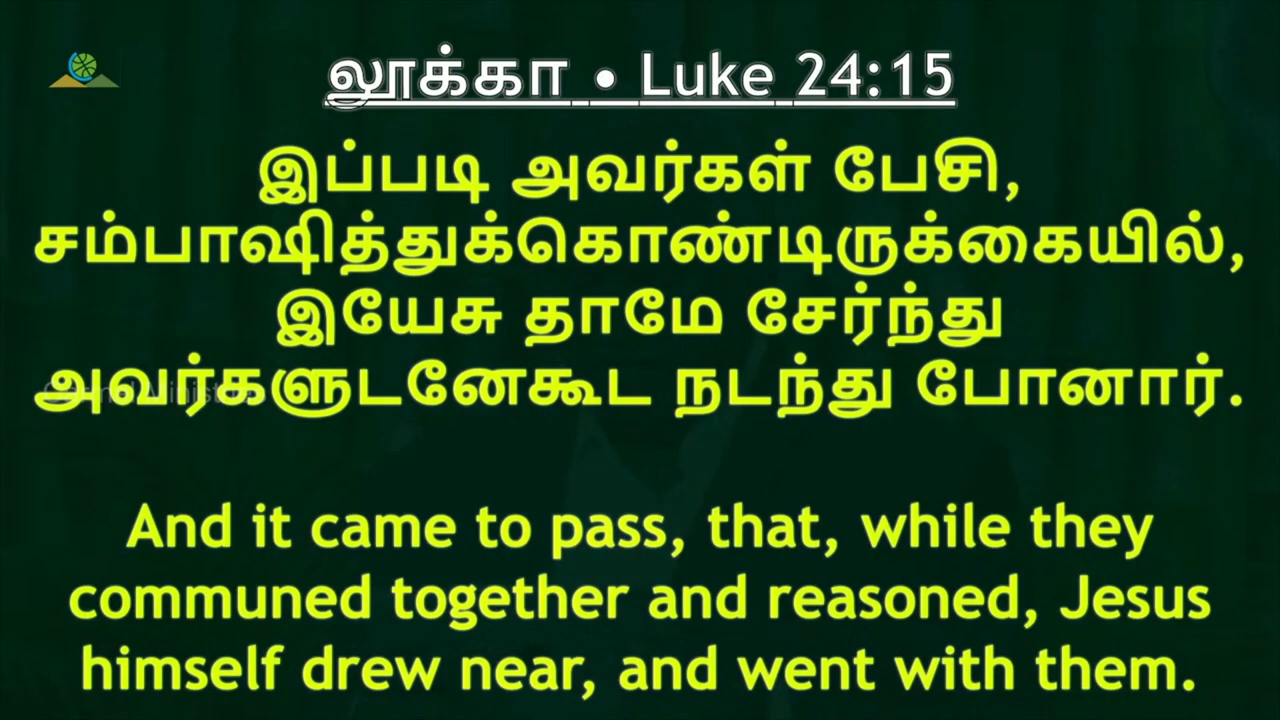 லூக்கா • Luke 24:15
இப்படி அவர்கள் பேசி,
சம்பாஷித்துக்கொண்டிருக்கையில்,
இயேசு தாமே சேர்ந்து
அவர்களுடனேகூட நடந்து போனார்.
And it came to pass, that, while they
communed together and reasoned, Jesus
himself drew near, and went with them.